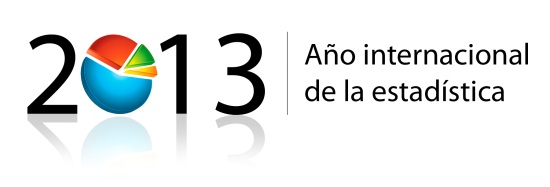 2013
Año internacional
de la estadística